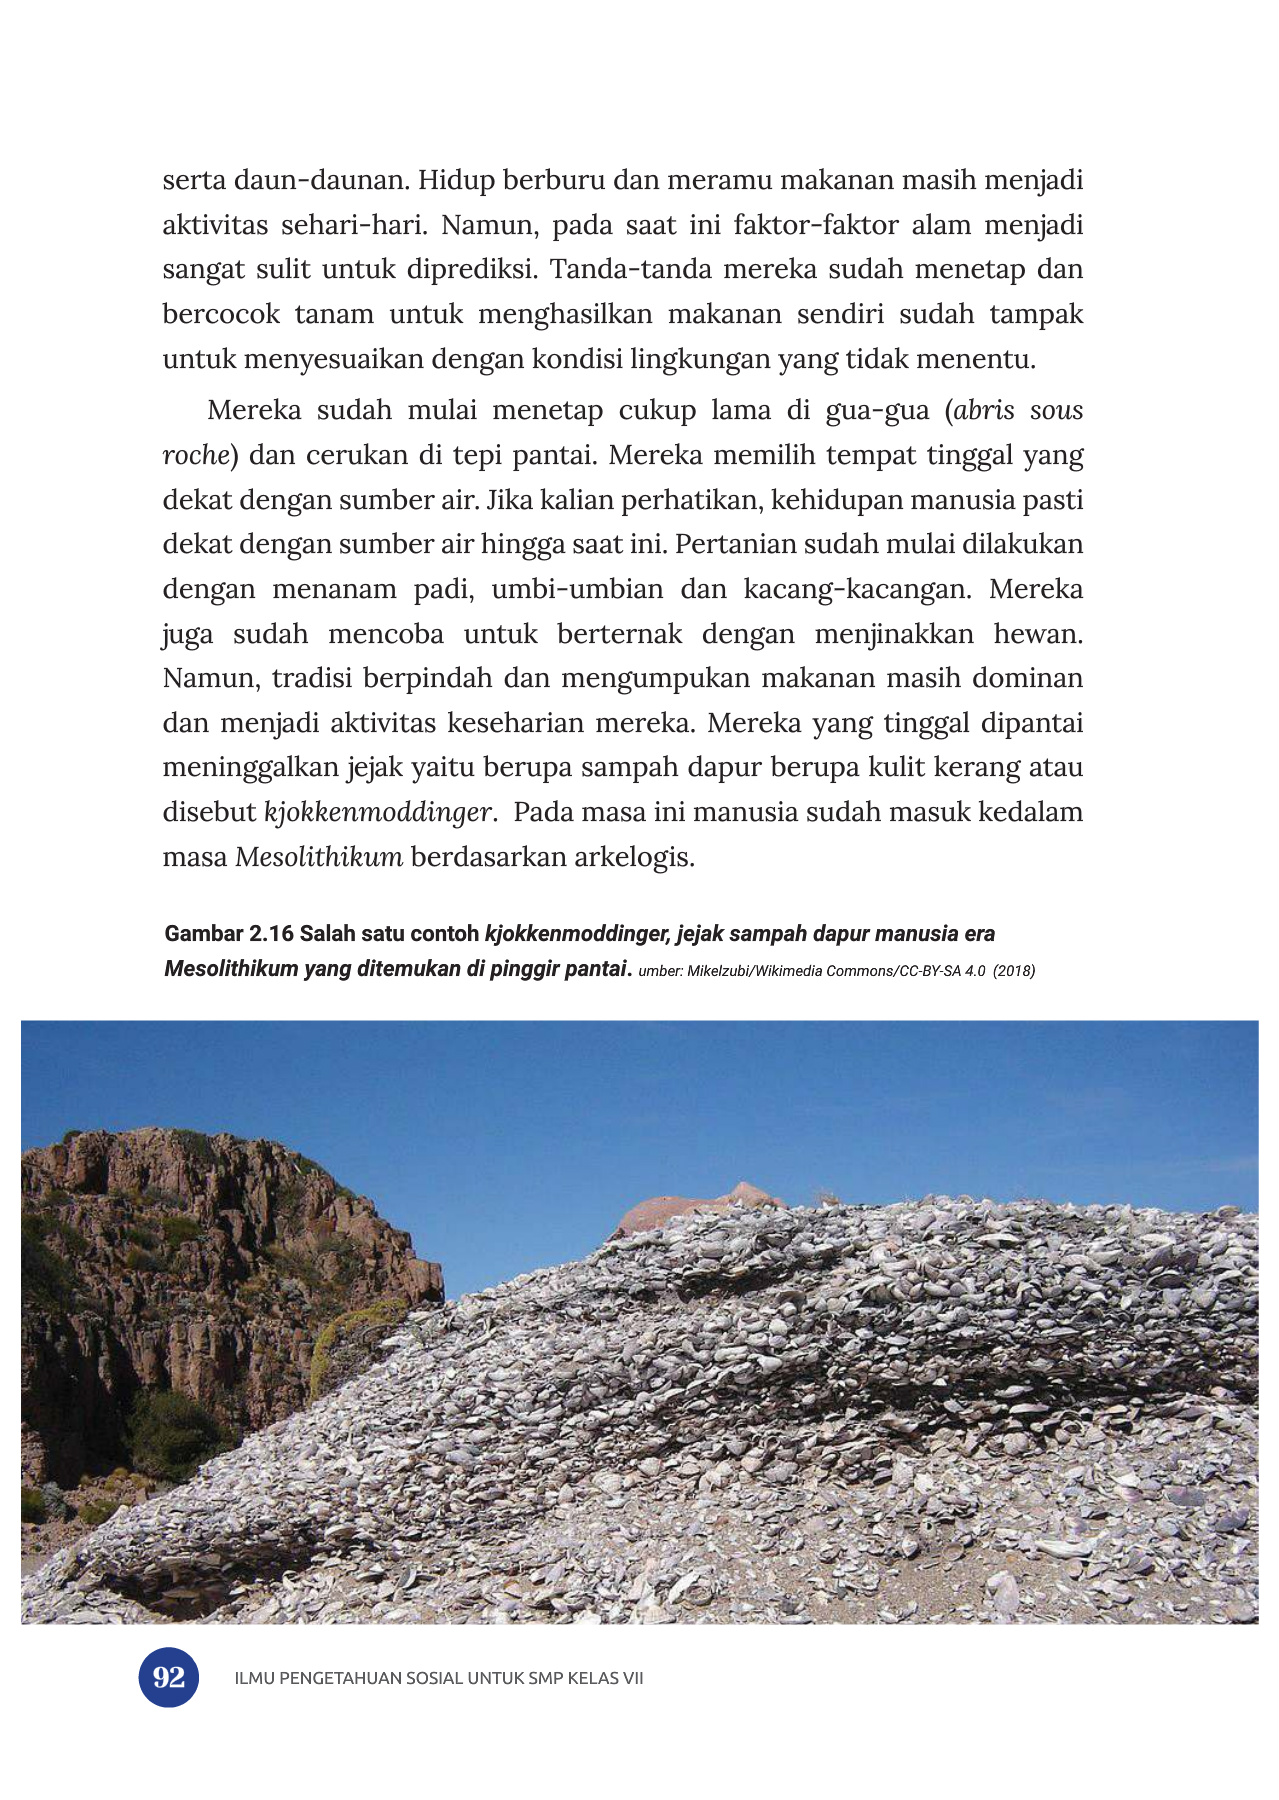 serta daun-daunan. Hidup berburu dan meramu makanan masih menjadi
aktivitas sehari-hari. Namun, pada saat ini faktor-faktor alam menjadi
sangat sulit untuk diprediksi. Tanda-tanda mereka sudah menetap dan
bercocok tanam untuk menghasilkan makanan sendiri sudah tampak
untuk menyesuaikan dengan kondisi lingkungan yang tidak menentu.
Mereka sudah mulai menetap cukup lama di gua-gua (abris sous
roche) dan cerukan di tepi pantai. Mereka memilih tempat tinggal yang
dekat dengan sumber air. Jika kalian perhatikan, kehidupan manusia pasti
dekat dengan sumber air hingga saat ini. Pertanian sudah mulai dilakukan
dengan menanam padi, umbi-umbian dan kacang-kacangan. Mereka
juga sudah mencoba untuk berternak dengan menjinakkan hewan.
Namun, tradisi berpindah dan mengumpukan makanan masih dominan
dan menjadi aktivitas keseharian mereka. Mereka yang tinggal dipantai
meninggalkan jejak yaitu berupa sampah dapur berupa kulit kerang atau
disebut kjokkenmoddinger. Pada masa ini manusia sudah masuk kedalam
masa Mesolithikum berdasarkan arkelogis.
Gambar 2.16 Salah satu contoh kjokkenmoddinger, jejak sampah dapur manusia era
Mesolithikum yang ditemukan di pinggir pantai. umber: Mikelzubi/Wikimedia Commons/CC-BY-SA 4.0 (2018)
92 ILMU PENGETAHUAN SOSIAL UNTUK SMP KELAS VII